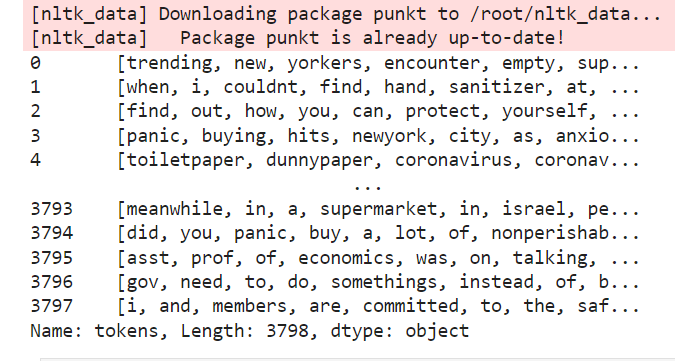 [nltk_data] Downloading package punkt to /root/nltk_data...
[nltk_data]   Package punkt is already up-to-date!
0       [trending, new, yorkers, encounter, empty, sup...
1       [when, i, couldnt, find, hand, sanitizer, at, ...
2       [find, out, how, you, can, protect, yourself, ...
3       [panic, buying, hits, newyork, city, as, anxio...
4       [toiletpaper, dunnypaper, coronavirus, coronav...
...
3793    [meanwhile, in, a, supermarket, in, israel, pe...
3794    [did, you, panic, buy, a, lot, of, nonperishab...
3795    [asst, prof, of, economics, was, on, talking, ...
3796    [gov, need, to, do, somethings, instead, of, b...
3797    [i, and, members, are, committed, to, the, saf...
Name: tokens, Length: 3798, dtype: object